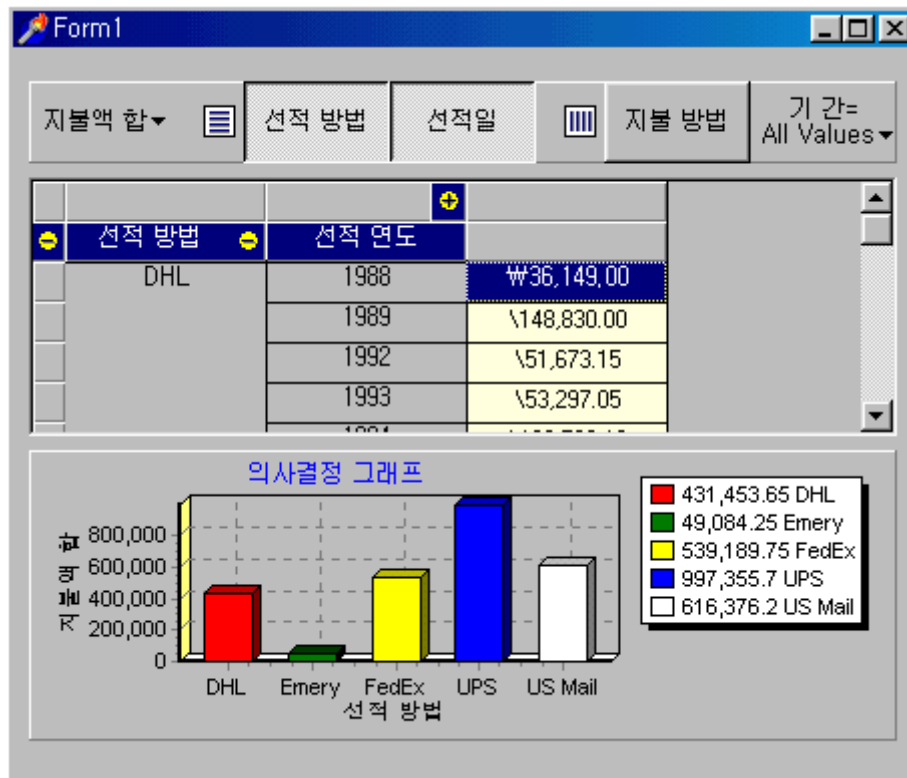 Form1
지불액 합
선적 방법
선적일
지불 방법
기 간=
All Values
선적 방법
선적 연도
DHL
1988
₩36,149,00
1989
\148,830.00
1992
\51,673.15
1993
\53,297.05
의사결정 그래프
지불액 합
800,000
600,000
400,000
200,000
0
DHL
Emery
FedEx
UPS
US Mail
선적 방법
431,453.65 DHL
49,084.25 Emery
539,189.75 FedEx
997,355.7 UPS
616,376.2 US Mail